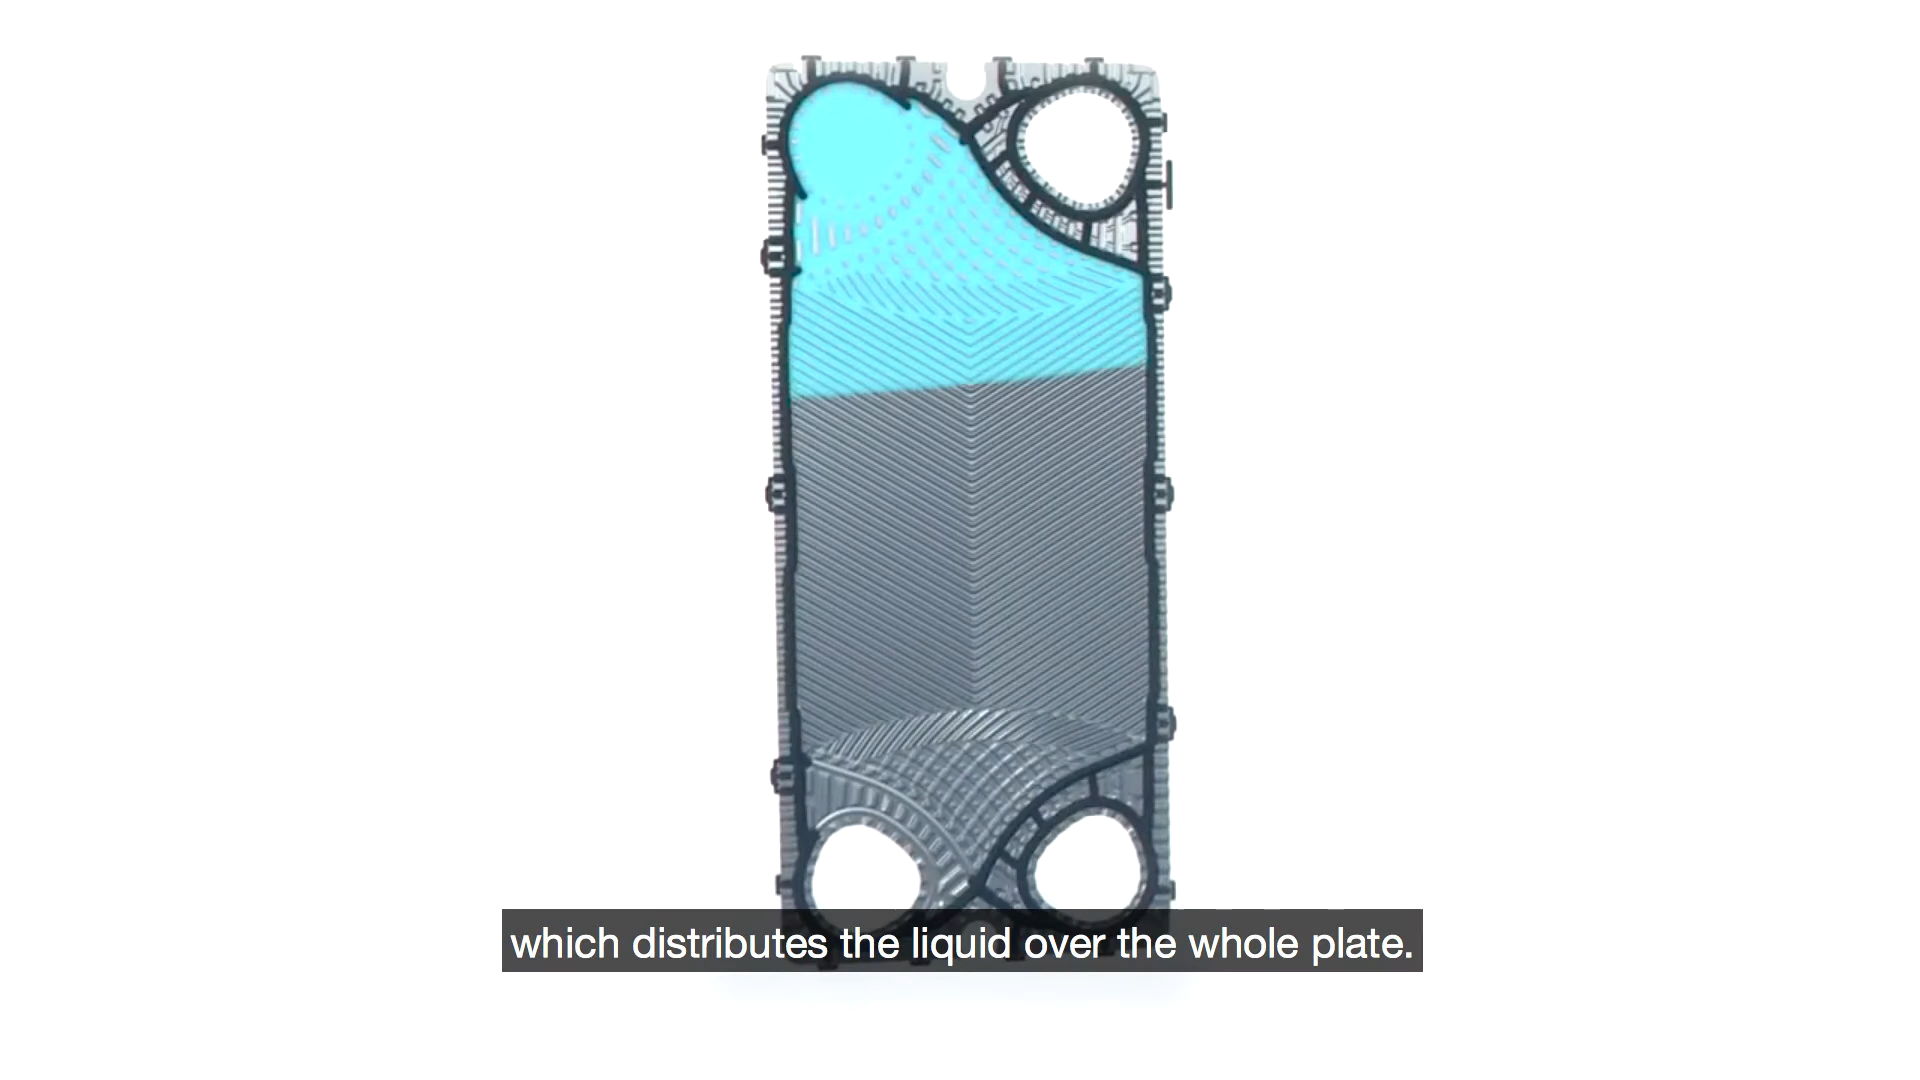 which distributes the liquid over the whole plate.